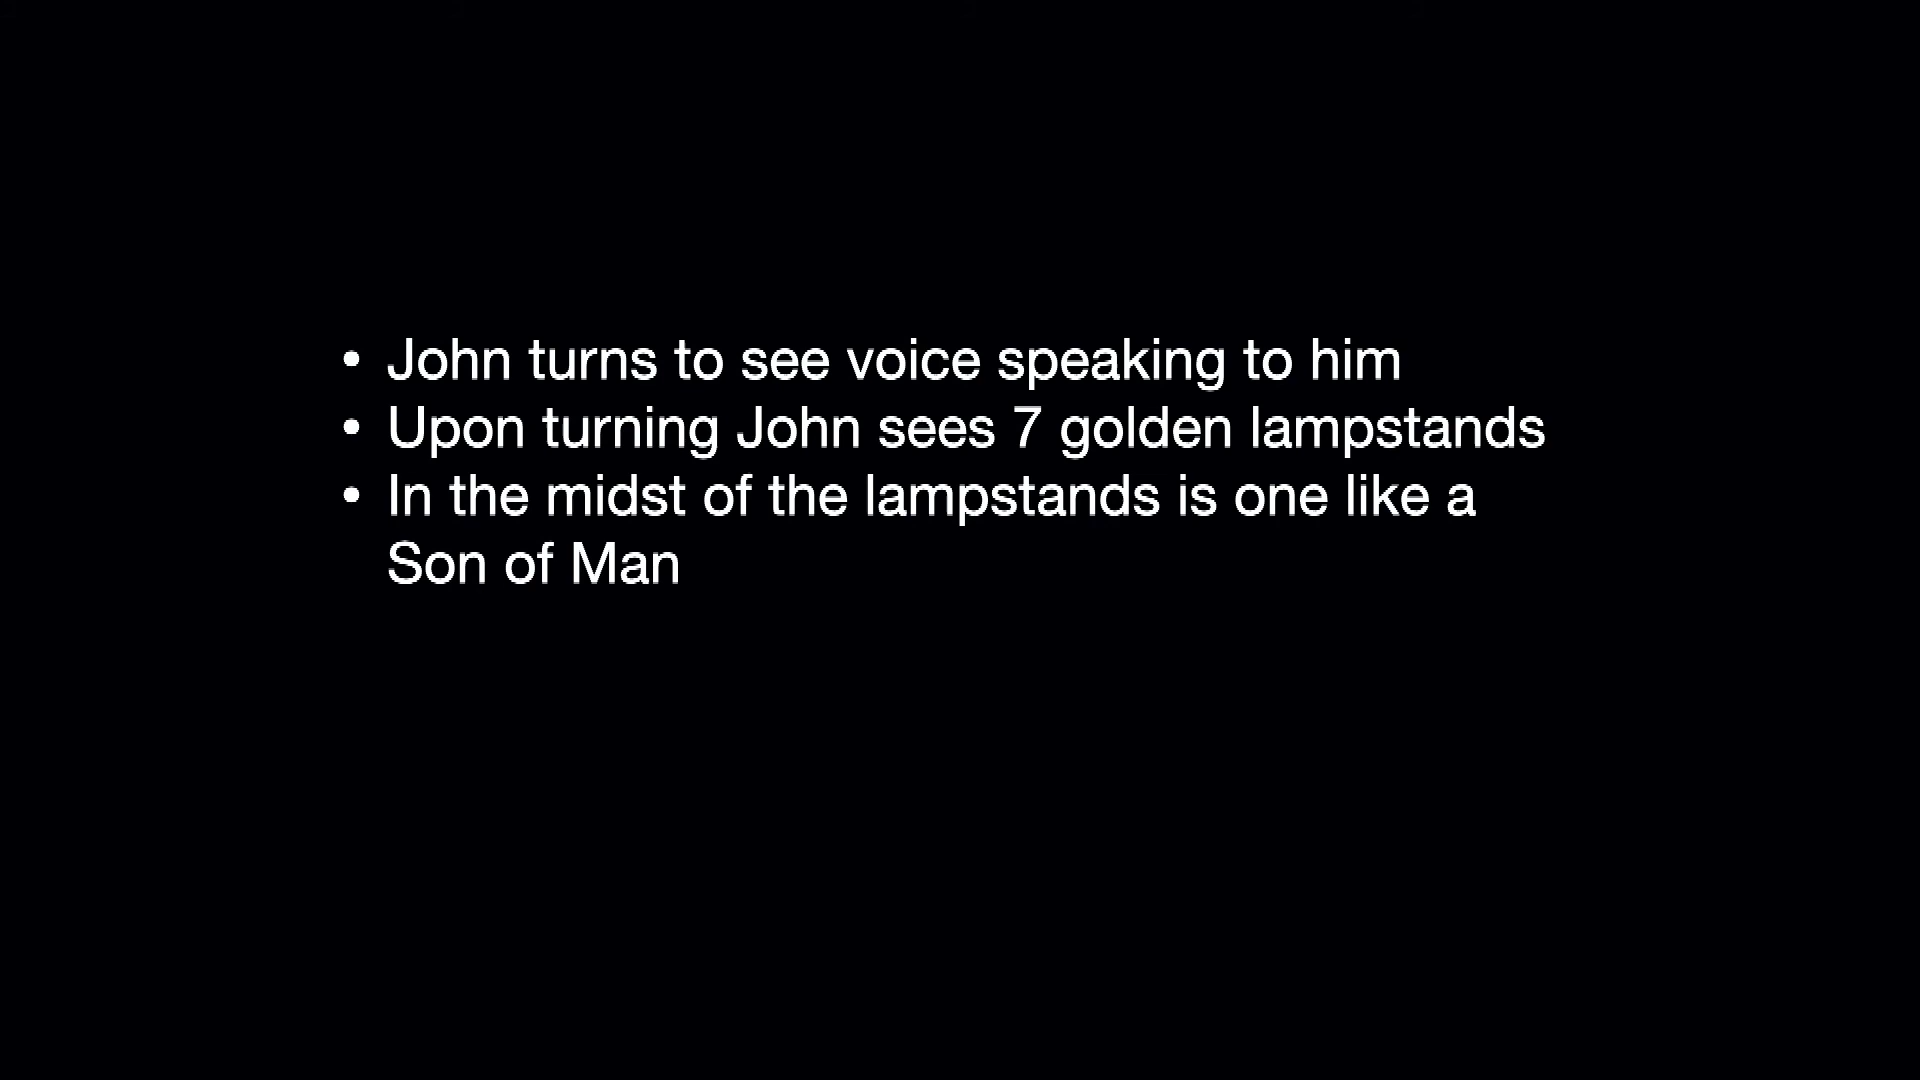 • John turns to see voice speaking to him
• Upon turning John sees 7 golden lampstands
• In the midst of the lampstands is one like a
Son of Man